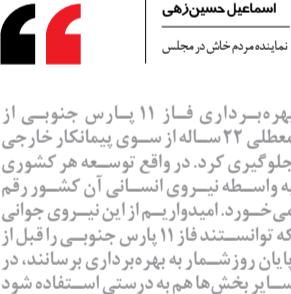 اسماعیل حسین‌زهی
نماینده مردم خاش در مجلس
بهره‌برداری فاز ۱۱ پارس جنوبی از
معطلی ۲۲ ساله از سوی پیمانکار خارجی
جلوگیری کرد. در واقع توسعه هر کشوری
به واسطه نیروی انسانی آن کشور رقم
می‌خورد. امیدواریم از این نیروی جوانی
که توانستند فاز ۱۱ پارس جنوبی را قبل از
پایان روزشمار به بهره‌برداری برسانند، در
سایر بخش‌ها هم به درستی استفاده شود